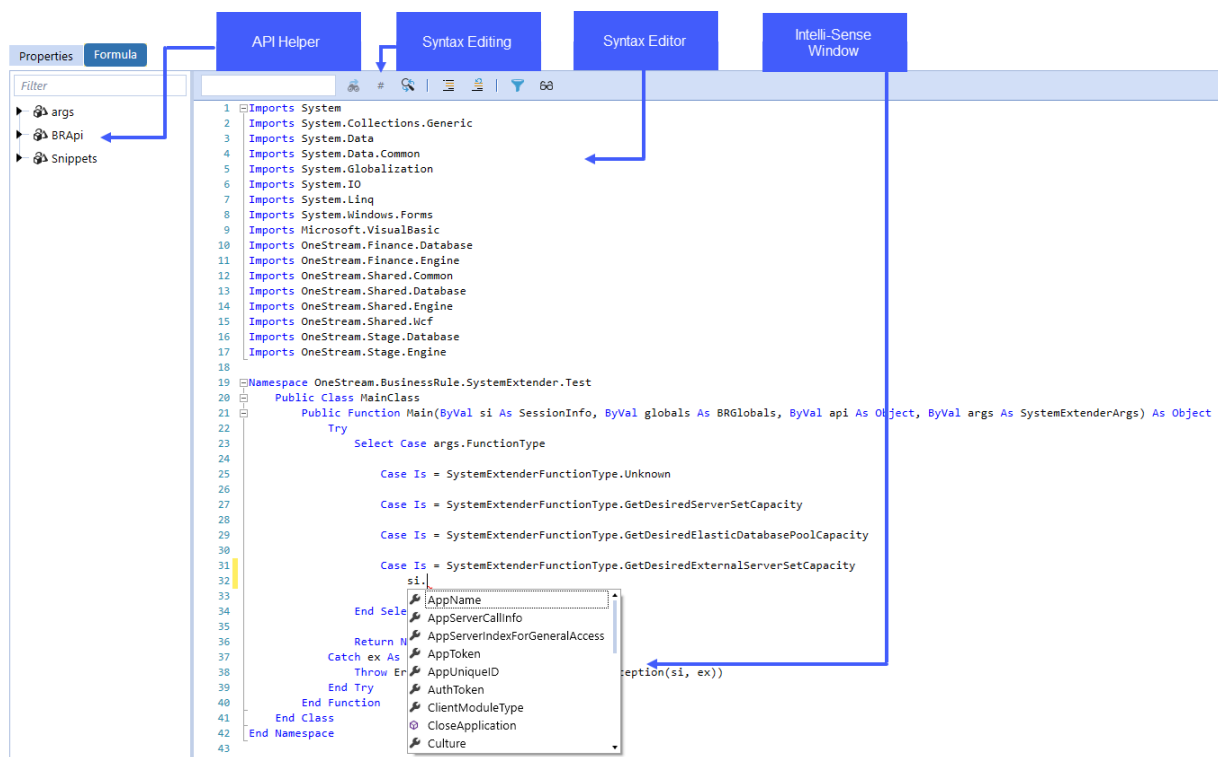 API Helper
Syntax Editing
Syntax Editor
Intelli-Sense
Window
Properties
Formula
Filter
args
BRApi
Snippets
#
1 Imports System
2 Imports System.Collections.Generic
3 Imports System.Data
4 Imports System.Data.Common
5 Imports System.Globalization
6 Imports System.IO
7 Imports System.Linq
8 Imports System.Windows.Forms
9 Imports Microsoft.VisualBasic
10 Imports OneStream.Finance.Database
11 Imports OneStream.Finance.Engine
12 Imports OneStream.Shared.Common
13 Imports OneStream.Shared.Database
14 Imports OneStream.Shared.Engine
15 Imports OneStream.Shared.Wcf
16 Imports OneStream.Stage.Database
17 Imports OneStream.Stage.Engine
18
19 Namespace OneStream.BusinessRule.SystemExtender.Test
20 Public Class MainClass
21 Public Function Main(ByVal si As SessionInfo, ByVal globals As BRGlobals, ByVal api As Object, ByVal args As SystemExtenderArgs) As Object
22 Try
23 Select Case args.FunctionType
24
25 Case Is = SystemExtenderFunctionType.Unknown
26
27 Case Is = SystemExtenderFunctionType.GetDesiredServerSetCapacity
28
29 Case Is = SystemExtenderFunctionType.GetDesiredElasticDatabasePoolCapacity
30
31 Case Is = SystemExtenderFunctionType.GetDesiredExternalServerSetCapacity
32 si.
33
34 End Sele
35
36 Return N
37 Catch ex As
38 Throw Er ception(si, ex))
39 End Try
40 End Function
41 End Class
42 End Namespace
43
AppName
AppServerCallInfo
AppServerIndexForGeneralAccess
AppToken
AppUniqueID
AuthToken
ClientModuleType
CloseApplication
Culture